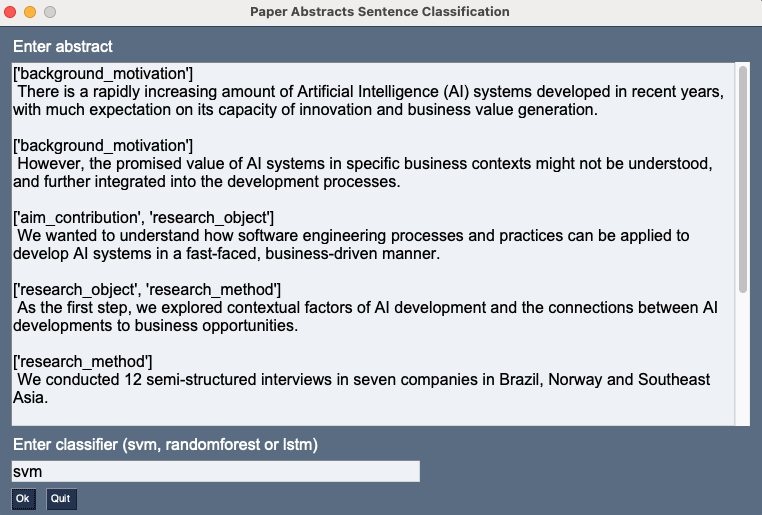 Paper Abstracts Sentence Classification
Enter abstract
['background_motivation']
There is a rapidly increasing amount of Artificial Intelligence (AI) systems developed in recent years,
with much expectation on its capacity of innovation and business value generation.
['background_motivation']
However, the promised value of AI systems in specific business contexts might not be understood,
and further integrated into the development processes.
['aim_contribution', 'research_object']
We wanted to understand how software engineering processes and practices can be applied to
develop AI systems in a fast-faced, business-driven manner.
['research_object', 'research_method']
As the first step, we explored contextual factors of AI development and the connections between AI
developments to business opportunities.
['research_method']
We conducted 12 semi-structured interviews in seven companies in Brazil, Norway and Southeast
Asia.
Enter classifier (svm, randomforest or lstm)
svm
Ok Quit